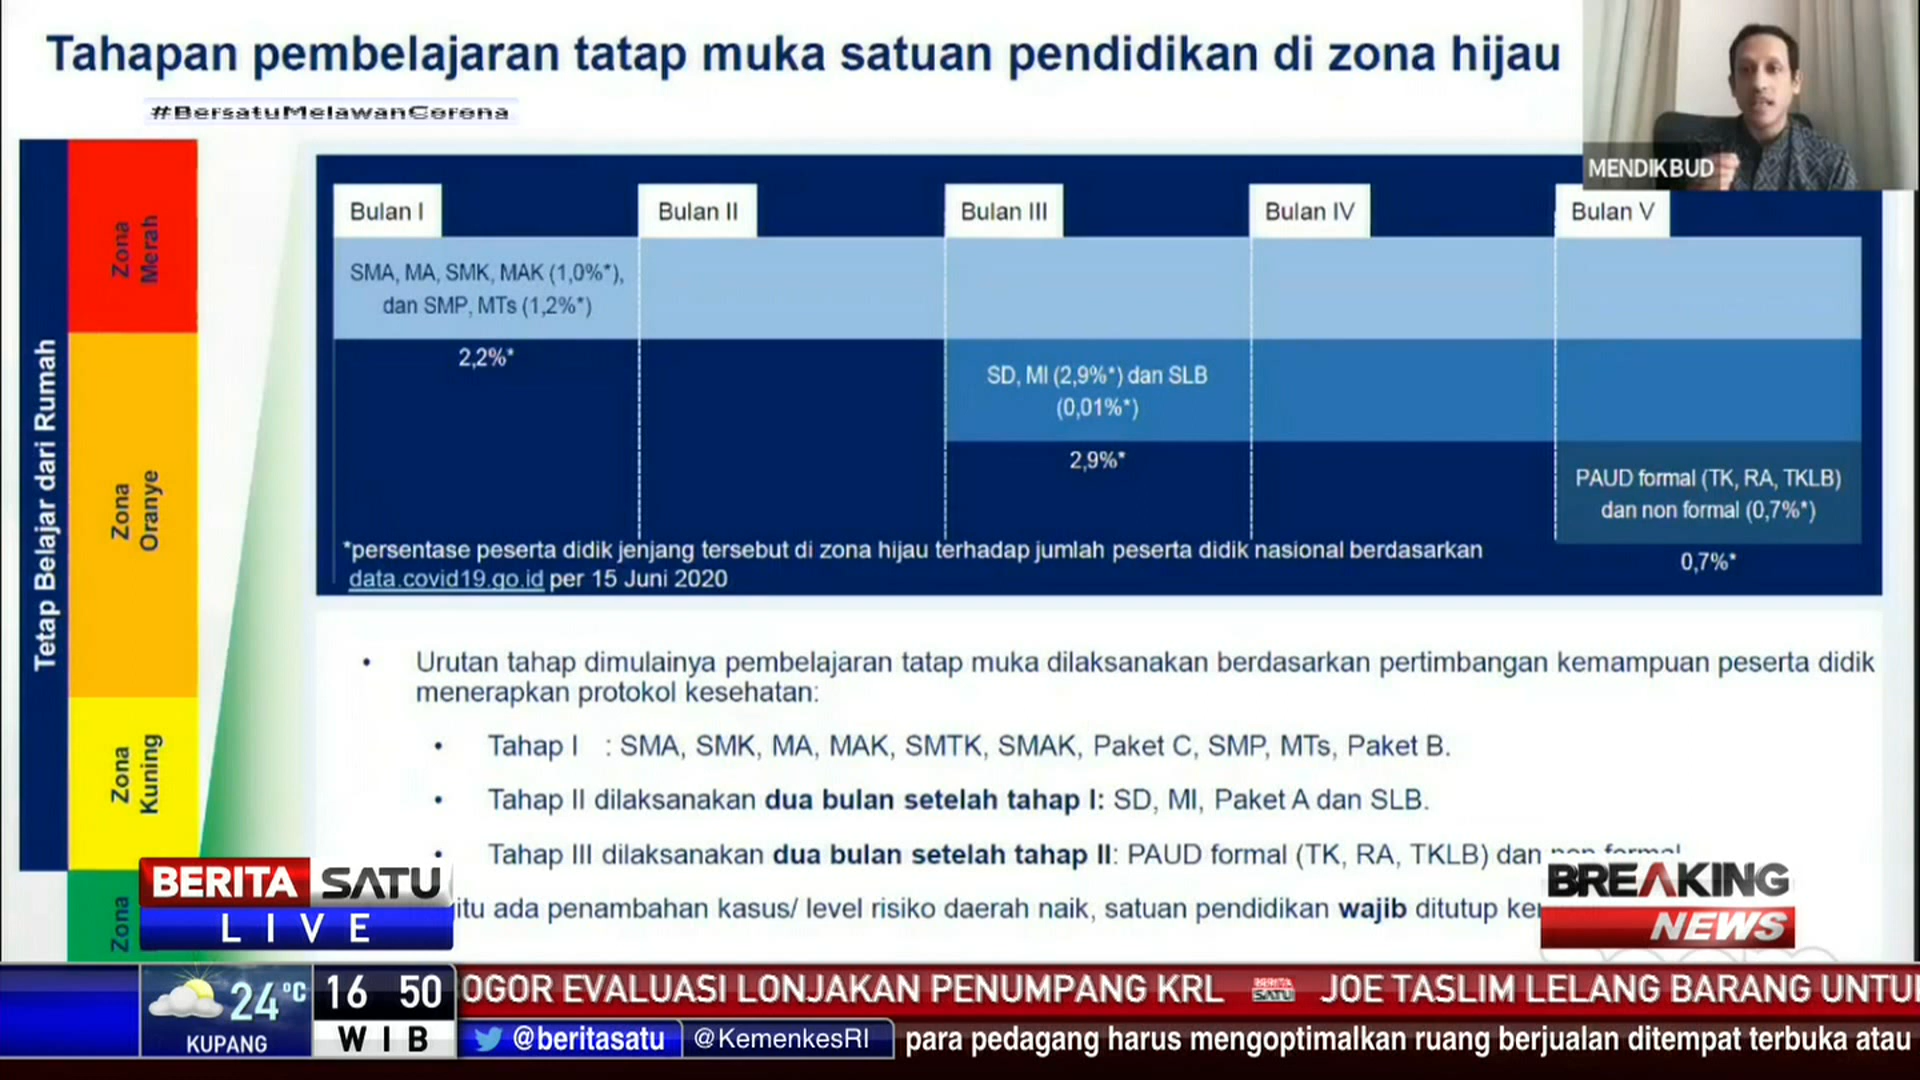 Tahapan pembelajaran tatap muka satuan pendidikan di zona hijau
#BersatuMelawanCorona
MENDIKBUD
Tetap Belajar dari Rumah
Zona
Merah
Zona
Oranye
Zona
Kuning
Zona
Bulan I
Bulan II
Bulan III
Bulan IV
Bulan V
SMA, MA, SMK, MAK (1,0%*),
dan SMP, MTs (1,2%*)
2,2%*
SD, MI (2,9%*) dan SLB
(0,01%*)
2,9%*
PAUD formal (TK, RA, TKLB)
dan non formal (0,7%*)
0,7%*
*persentase peserta didik jenjang tersebut di zona hijau terhadap jumlah peserta didik nasional berdasarkan
data.covid19.go.id per 15 Juni 2020
• Urutan tahap dimulainya pembelajaran tatap muka dilaksanakan berdasarkan pertimbangan kemampuan peserta didik
menerapkan protokol kesehatan:
• Tahap I : SMA, SMK, MA, MAK, SMTK, SMAK, Paket C, SMP, MTs, Paket B.
• Tahap II dilaksanakan dua bulan setelah tahap I: SD, MI, Paket A dan SLB.
• Tahap III dilaksanakan dua bulan setelah tahap II: PAUD formal (TK, RA, TKLB) dan non formal
itu ada penambahan kasus/ level risiko daerah naik, satuan pendidikan wajib ditutup
BERITA SATU
LIVE
BREAKING
NEWS
24°C
KUPANG
16 50
WIB
OGOR EVALUASI LONJAKAN PENUMPANG KRL BERITA SATU JOE TASLIM LELANG BARANG UNTU
@beritasatu @KemenkesRI para pedagang harus mengoptimalkan ruang berjualan ditempat terbuka atau